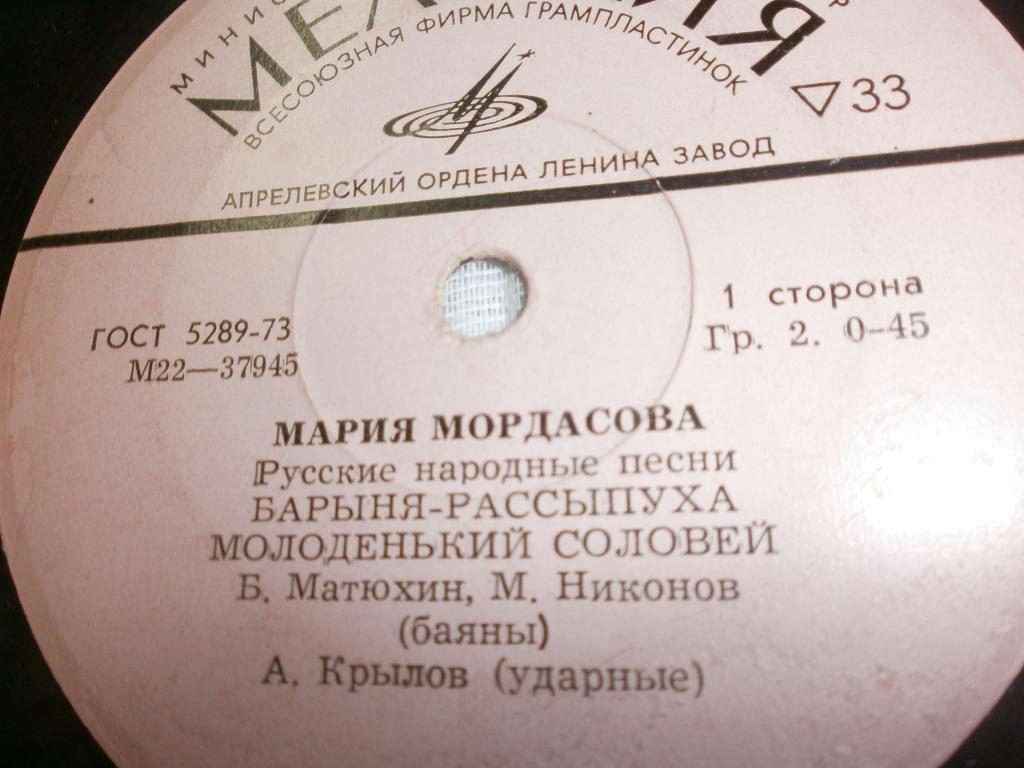 ВСЕСОЮЗНАЯ ФИРМА ГРАМПЛАСТИНОК
33
АПРЕЛЕВСКИЙ ОРДЕНА ЛЕНИНА ЗАВОД
ГОСТ 5289-73
М22—37945
1 сторона
Гр. 2. 0-45
МАРИЯ МОРДАСОВА
Русские народные песни
БАРЫНЯ-РАССЫПУХА
МОЛОДЕНЬКИЙ СОЛОВЕЙ
Б. Матюхин, М. Никонов
(баяны)
А. Крылов (ударные)